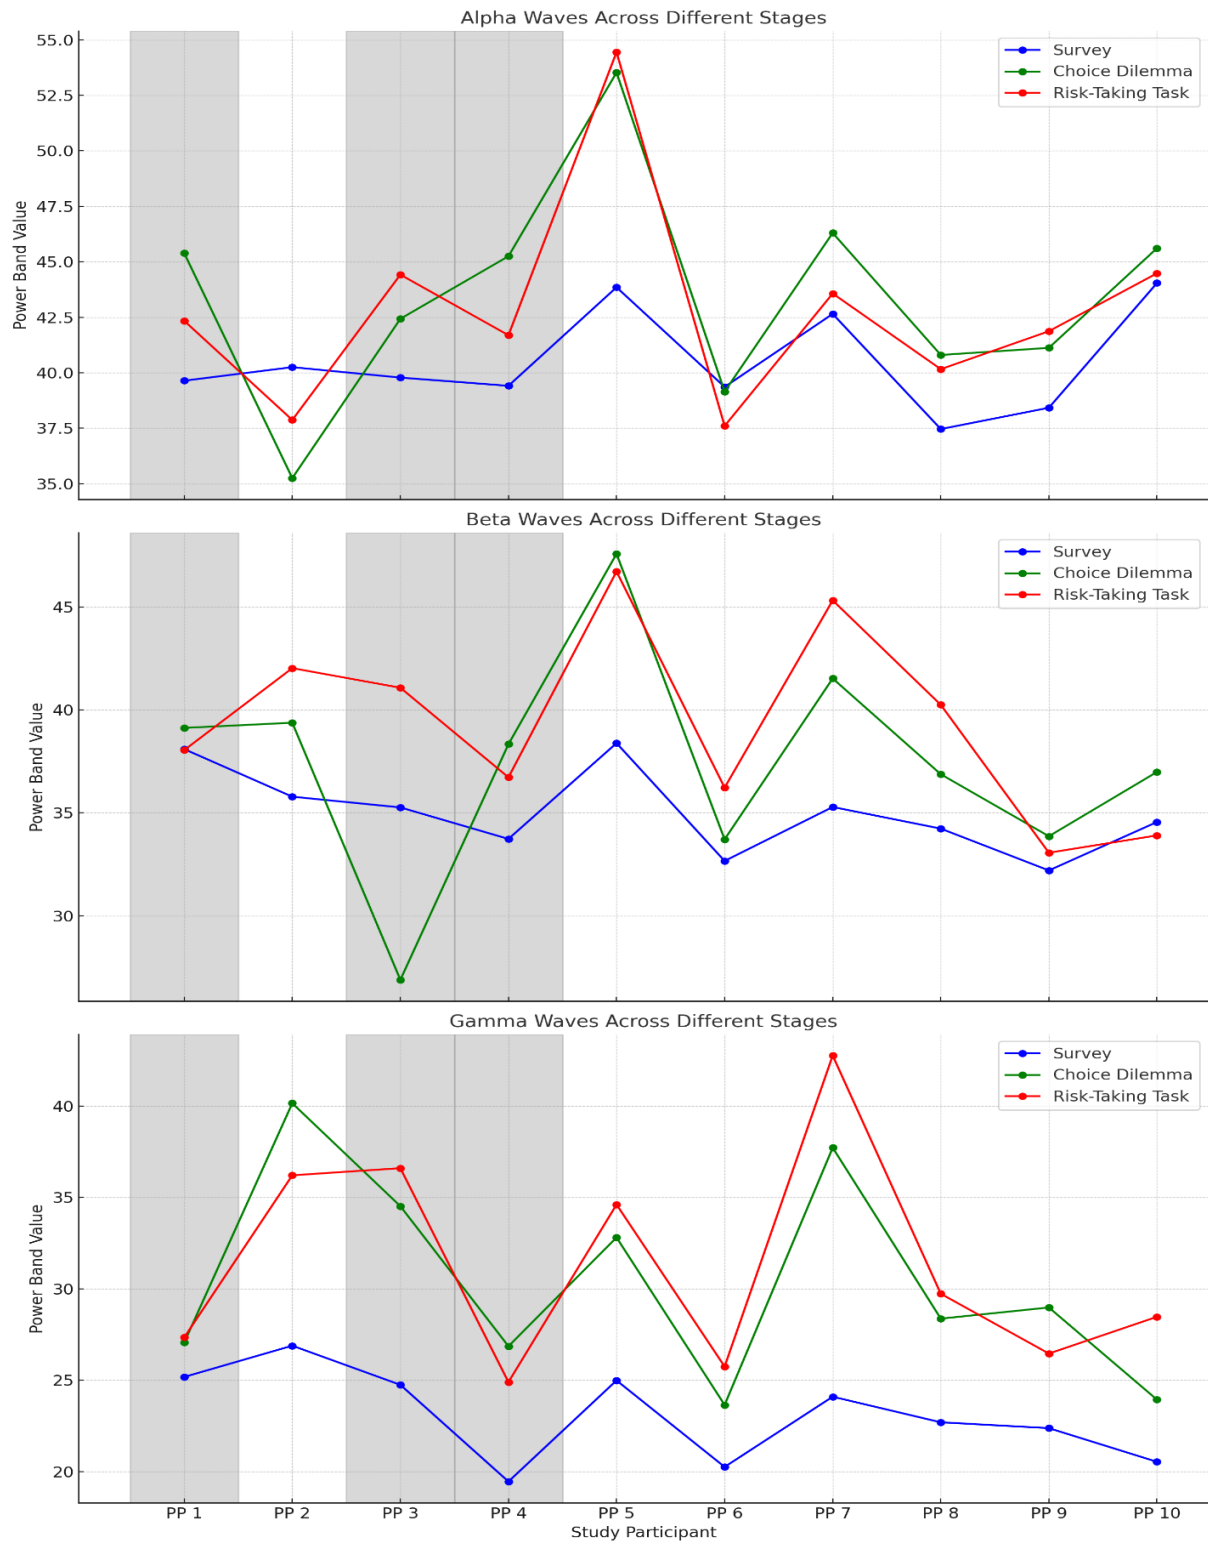 Alpha Waves Across Different Stages
55.0
52.5
50.0
47.5
45.0
42.5
40.0
37.5
35.0
Power Band Value
Survey
Choice Dilemma
Risk-Taking Task
Beta Waves Across Different Stages
45
40
35
30
Power Band Value
Survey
Choice Dilemma
Risk-Taking Task
Gamma Waves Across Different Stages
40
35
30
25
20
Power Band Value
Survey
Choice Dilemma
Risk-Taking Task
PP 1 PP 2 PP 3 PP 4 PP 5 PP 6 PP 7 PP 8 PP 9 PP 10
Study Participant